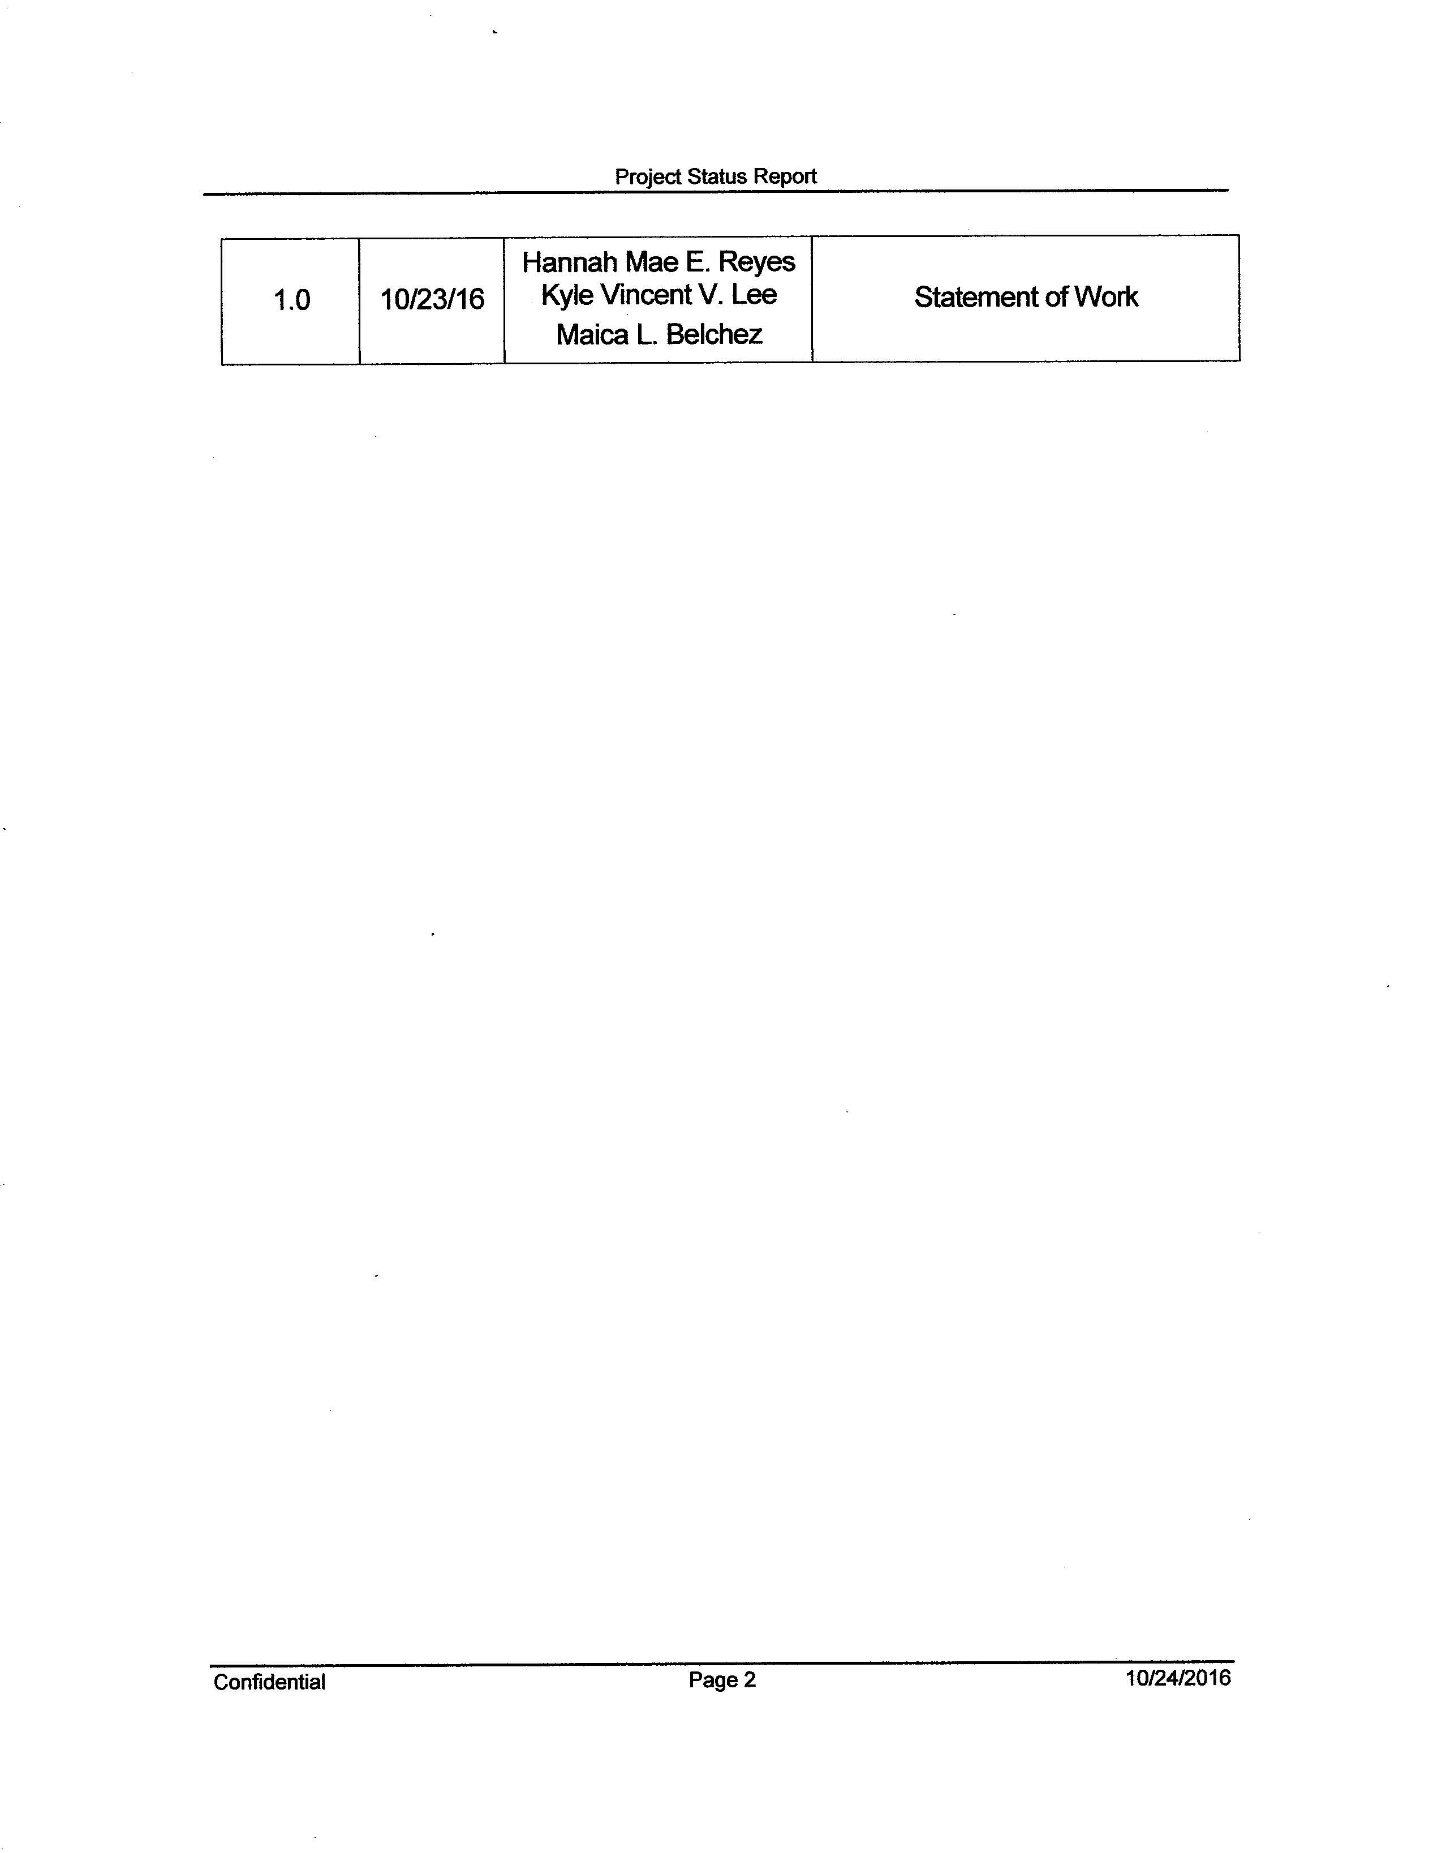 Project Status Report
1.0
10/23/16
Hannah Mae E. Reyes
Kyle Vincent V. Lee
Maica L. Belchez
Statement of Work
Confidential
Page 2
10/24/2016